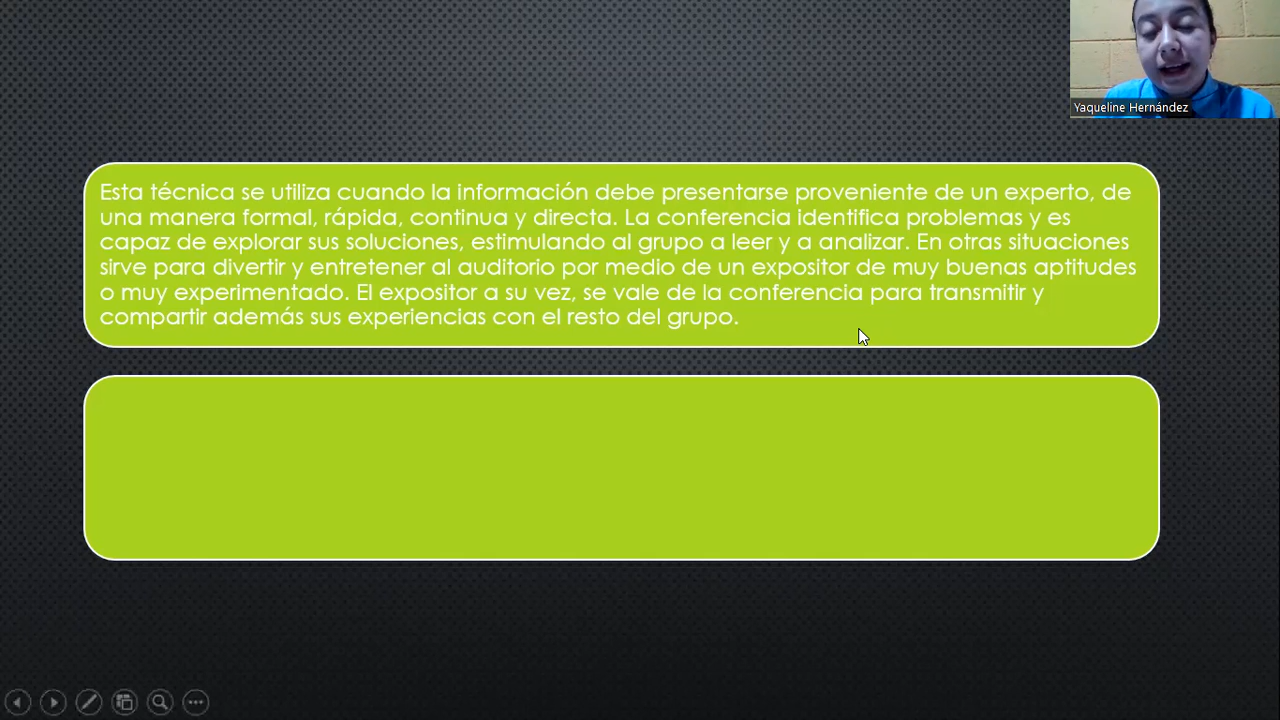 Yaqueline Hernández
Esta técnica se utiliza cuando la información debe presentarse proveniente de un experto, de
una manera formal, rápida, continua y directa. La conferencia identifica problemas y es
capaz de explorar sus soluciones, estimulando al grupo a leer y a analizar. En otras situaciones
sirve para divertir y entretener al auditorio por medio de un expositor de muy buenas aptitudes
o muy experimentado. El expositor a su vez, se vale de la conferencia para transmitir y
compartir además sus experiencias con el resto del grupo.